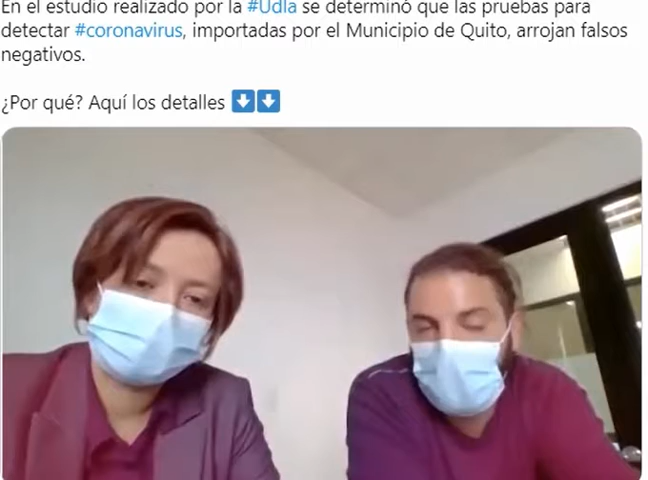 En el estudio realizado por la #Udla se determinó que las pruebas para
detectar #coronavirus, importadas por el Municipio de Quito, arrojan falsos
negativos.
¿Por qué? Aquí los detalles ⬇️⬇️